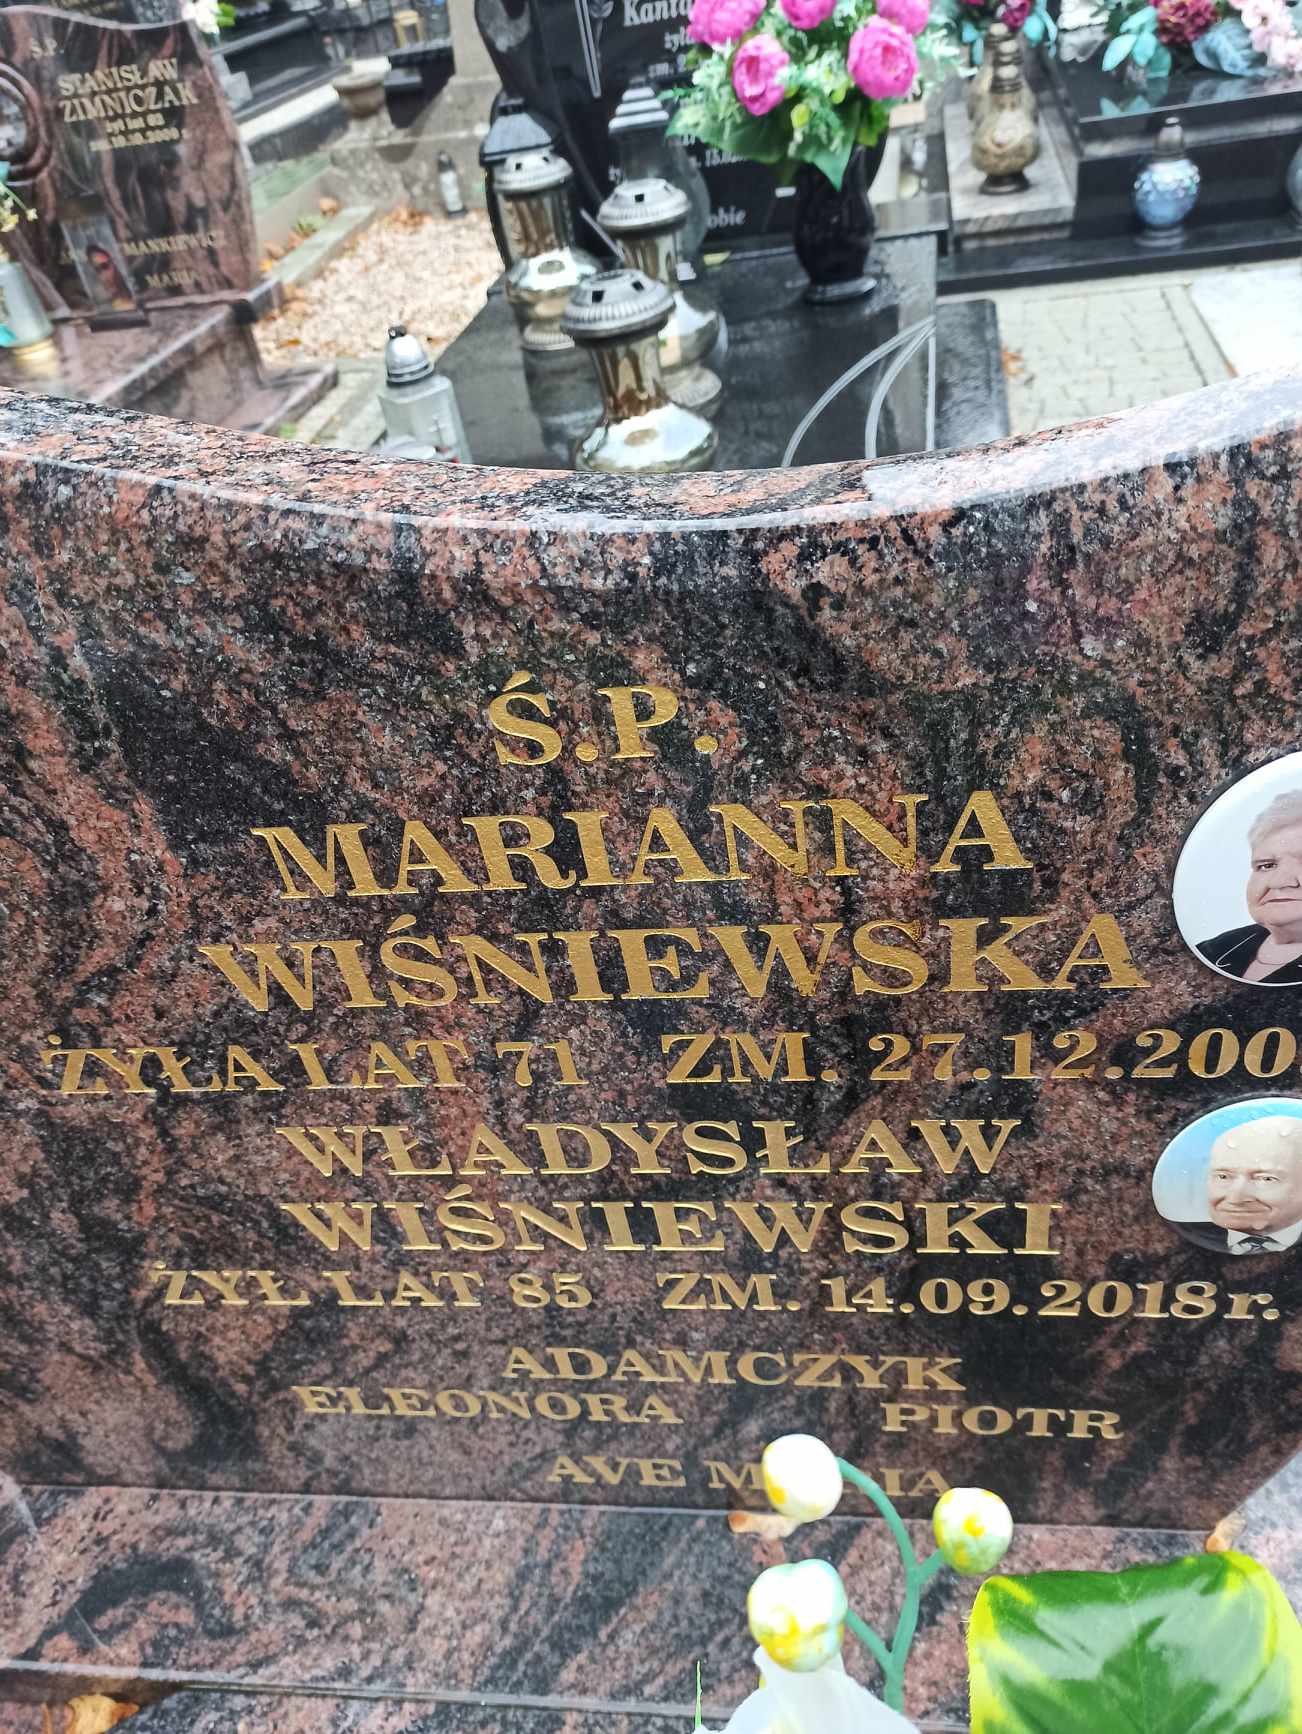 Ś.P.
STANISŁAW
ZIMNICZAK
MANKIEWICZ
MARIA
Ś.P.
MARIANNA
WIŚNIEWSKA
ŻYŁA LAT 71 ZM. 27.12.200
WŁADYSŁAW
WIŚNIEWSKI
ŻYŁ LAT 85 ZM. 14.09.2018r.
ADAMCZYK
ELEONORA PIOTR
AVE